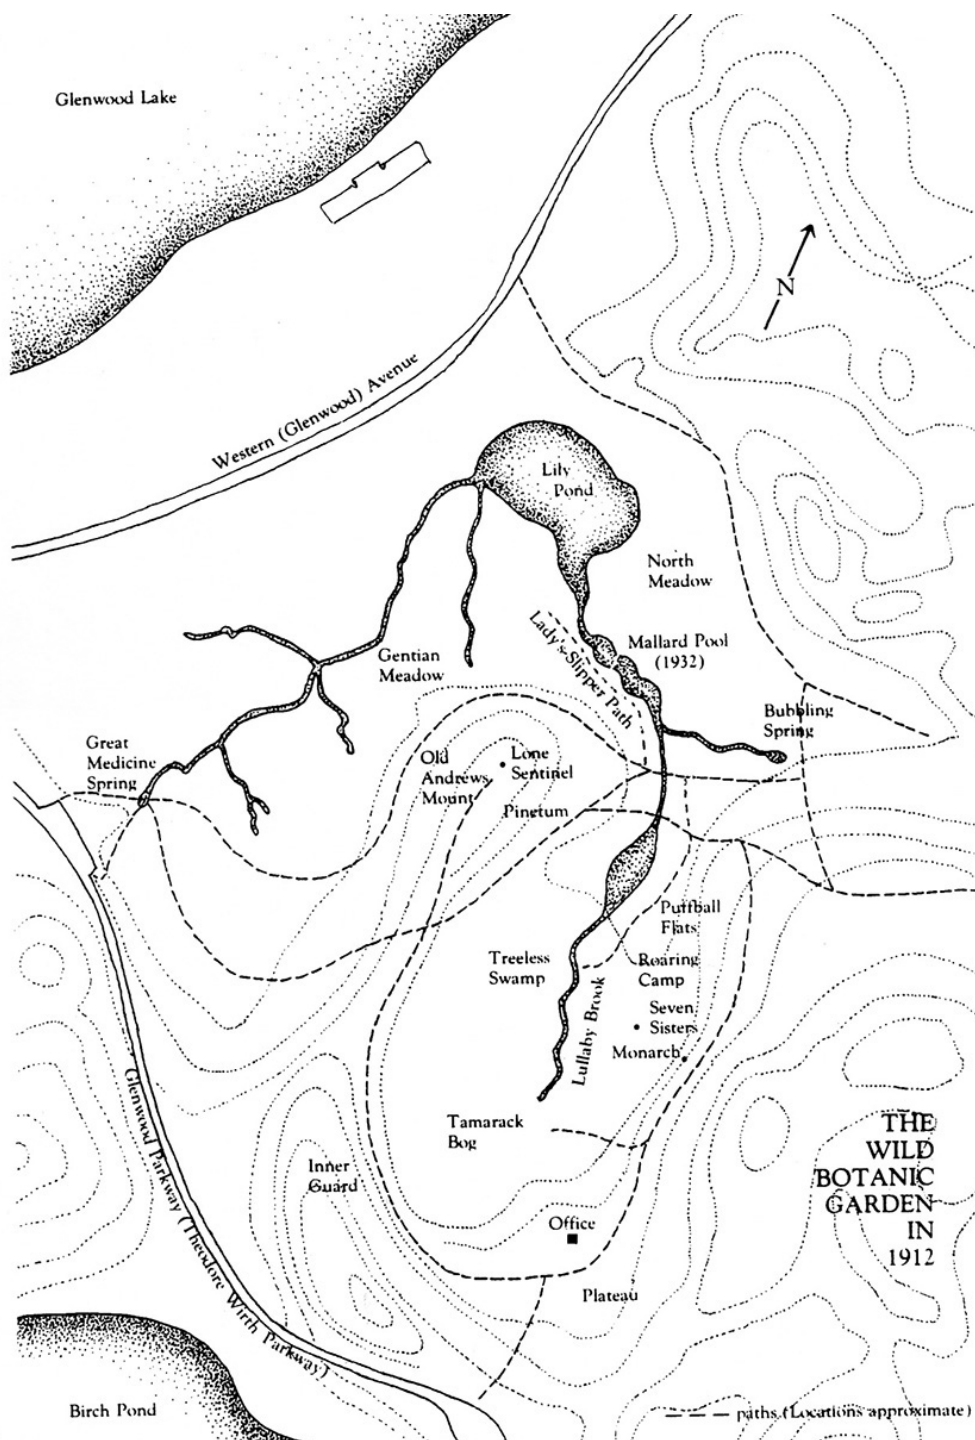 Glenwood Lake
N
Western (Glenwood) Avenue
Lily
Pond
North
Meadow
Lady's-Slipper Path
Mallard Pool
(1932)
Gentian
Meadow
Bubbling
Spring
Great
Medicine
Spring
Old
Andrews
Mount
Lone
Sentinel
Pinetum
Puffball
Flats
Treeless
Swamp
Roaring
Camp
Lullaby Brook
Seven
Sisters
Monarch
Tamarack
Bog
Inner
Guard
Glenwood Parkway (Theodore Wirth Parkway)
Office
Plateau
THE
WILD
BOTANIC
GARDEN
IN
1912
Birch Pond
paths (Locations approximate)